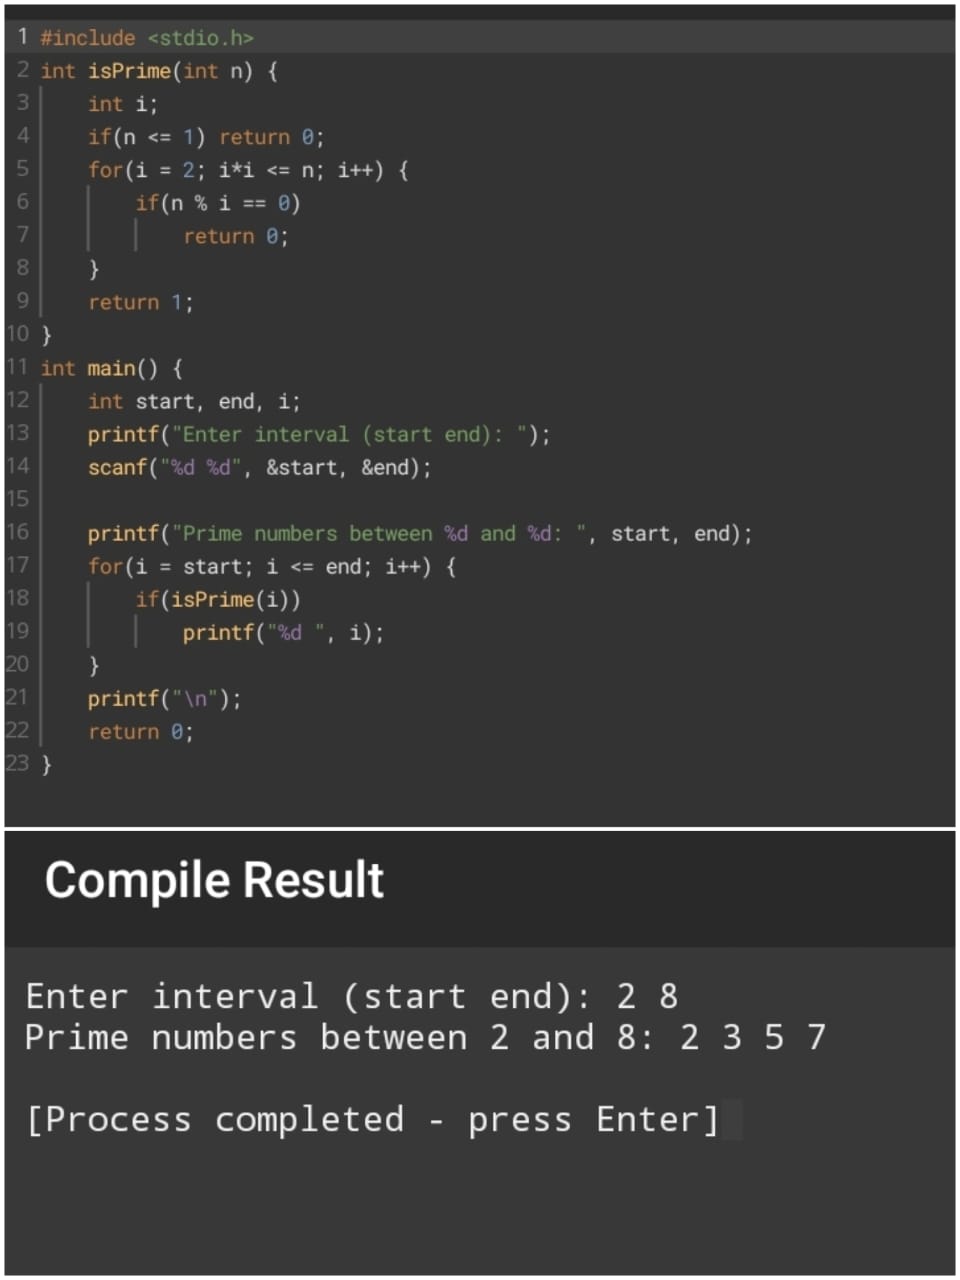 1 #include <stdio.h>
2 int isPrime(int n) {
3     int i;
4     if(n <= 1) return 0;
5     for(i = 2; i*i <= n; i++) {
6         if(n % i == 0)
7             return 0;
8     }
9     return 1;
10 }
11 int main() {
12     int start, end, i;
13     printf("Enter interval (start end): ");
14     scanf("%d %d", &start, &end);
15
16     printf("Prime numbers between %d and %d: ", start, end);
17     for(i = start; i <= end; i++) {
18         if(isPrime(i))
19             printf("%d ", i);
20     }
21     printf("\n");
22     return 0;
23 }
Compile Result
Enter interval (start end): 2 8
Prime numbers between 2 and 8: 2 3 5 7
[Process completed - press Enter]